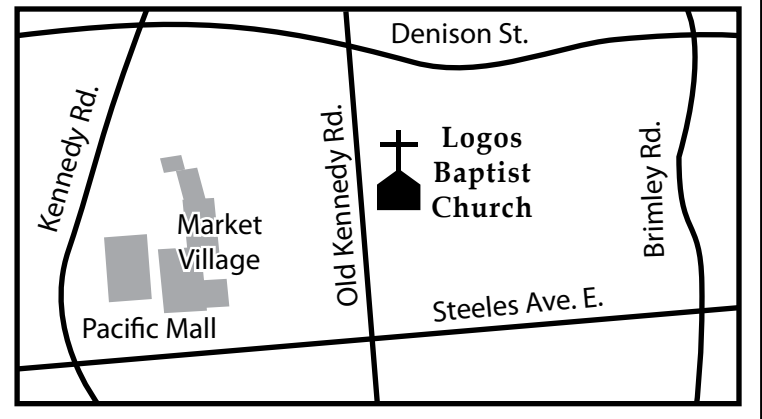 Denison St.
Kennedy Rd.
Old Kennedy Rd.
Logos
Baptist
Church
Brimley Rd.
Market
Village
Steeles Ave. E.
Pacific Mall